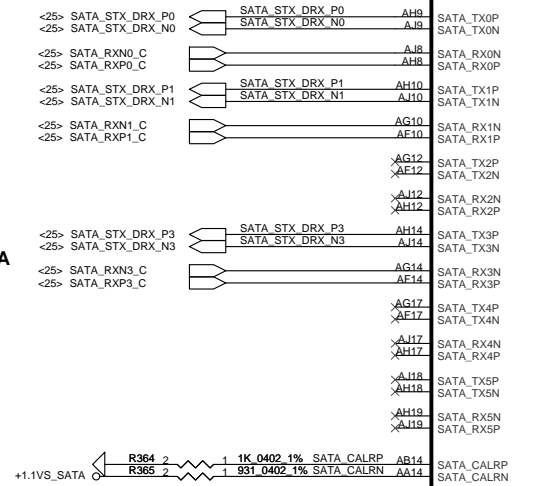 <25> SATA_STX_DRX_P0 SATA_STX_DRX_P0 AH9 SATA_TX0P
<25> SATA_STX_DRX_N0 SATA_STX_DRX_N0 AJ9 SATA_TX0N
<25> SATA_RXN0_C AJ8 SATA_RX0N
<25> SATA_RXP0_C AH8 SATA_RX0P
<25> SATA_STX_DRX_P1 SATA_STX_DRX_P1 AH10 SATA_TX1P
<25> SATA_STX_DRX_N1 SATA_STX_DRX_N1 AJ10 SATA_TX1N
<25> SATA_RXN1_C AG10 SATA_RX1N
<25> SATA_RXP1_C AF10 SATA_RX1P
AG12 SATA_TX2P
AF12 SATA_TX2N
AJ12 SATA_RX2N
AH12 SATA_RX2P
<25> SATA_STX_DRX_P3 SATA_STX_DRX_P3 AH14 SATA_TX3P
<25> SATA_STX_DRX_N3 SATA_STX_DRX_N3 AJ14 SATA_TX3N
A
<25> SATA_RXN3_C AG14 SATA_RX3N
<25> SATA_RXP3_C AF14 SATA_RX3P
AG17 SATA_TX4P
AF17 SATA_TX4N
AJ17 SATA_RX4N
AH17 SATA_RX4P
AJ18 SATA_TX5P
AH18 SATA_TX5N
AH19 SATA_RX5N
AJ19 SATA_RX5P
R364 2 1 1K_0402_1% SATA_CALRP AB14 SATA_CALRP
+1.1VS_SATA R365 2 1 931_0402_1% SATA_CALRN AA14 SATA_CALRN